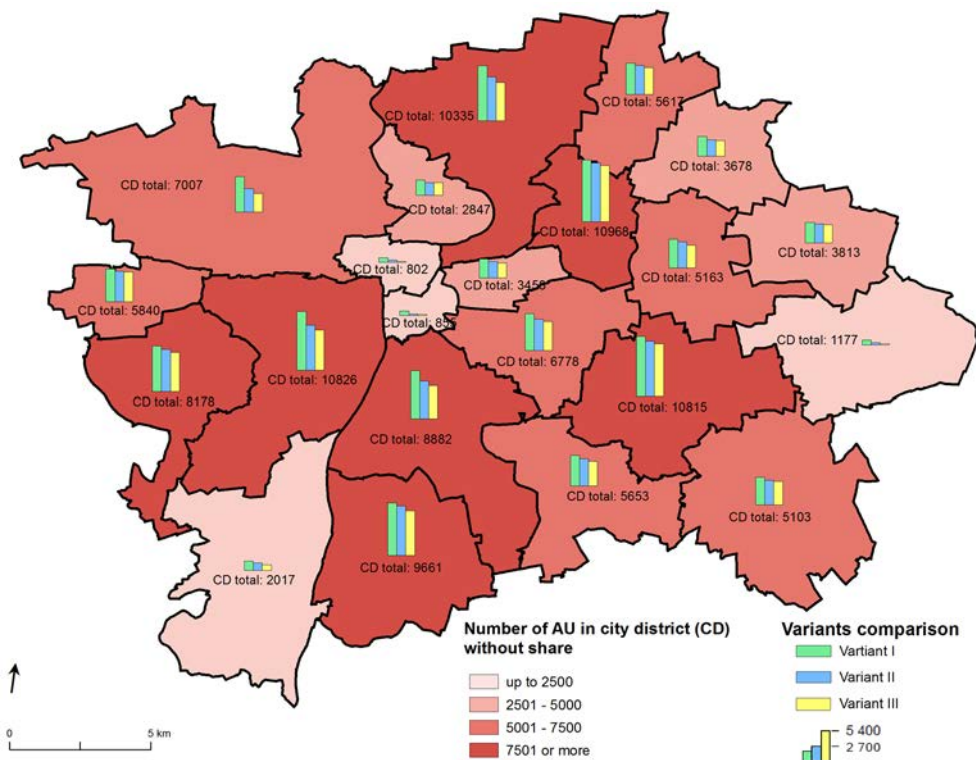 CD total: 5617
CD total: 10335
CD total: 3678
CD total: 7007
CD total: 2847
CD total: 10968
CD total: 3813
CD total: 802
CD total: 5163
CD total: 3458
CD total: 5840
CD total:
CD total: 1177
CD total: 6778
CD total: 8178
CD total: 10826
CD total: 10815
CD total: 8882
CD total: 5653
CD total: 5103
CD total: 9661
CD total: 2017
Number of AU in city district (CD)
without share
up to 2500
2501 - 5000
5001 - 7500
7501 or more
Variants comparison
Vartiant I
Variant II
Variant III
5 400
2 700
0
5 km